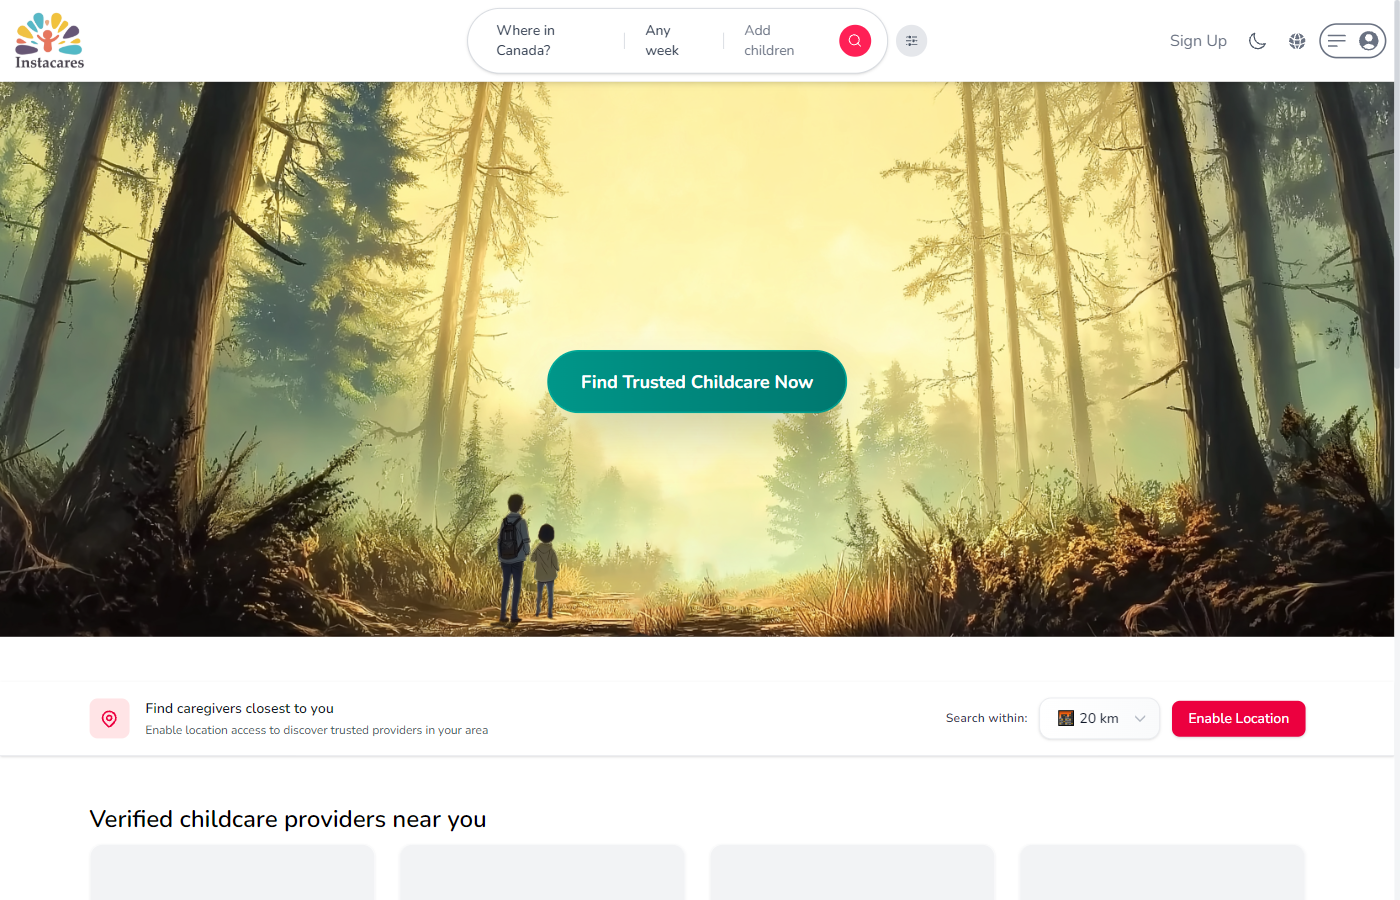 Instacares
Where in
Canada?
Any
week
Add
children
Sign Up
Find Trusted Childcare Now
Find caregivers closest to you
Enable location access to discover trusted providers in your area
Search within:
20 km
Enable Location
Verified childcare providers near you